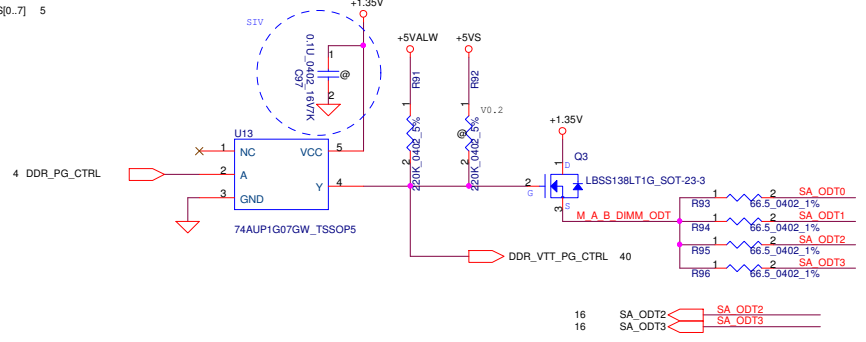 S[0..7] 5
+1.35V
SIV
+5VALW
+5VS
1
0.1U_0402_16V7K
C97
@
2
R91
R92
1
1
V0.2
220K_0402_5%
@
220K_0402_5%
2
2
+1.35V
U13
1
NC
VCC
5
4 DDR_PG_CTRL
2
A
Y
4
3
GND
74AUP1G07GW_TSSOP5
1
D
Q3
2
G
LBSS138LT1G_SOT-23-3
3
S
M_A_B_DIMM_ODT
R93
1
2
66.5_0402_1%
SA_ODT0
R94
1
2
66.5_0402_1%
SA_ODT1
R95
1
2
66.5_0402_1%
SA_ODT2
R96
1
2
66.5_0402_1%
SA_ODT3
DDR_VTT_PG_CTRL 40
16 SA_ODT2 SA_ODT2
16 SA_ODT3 SA_ODT3